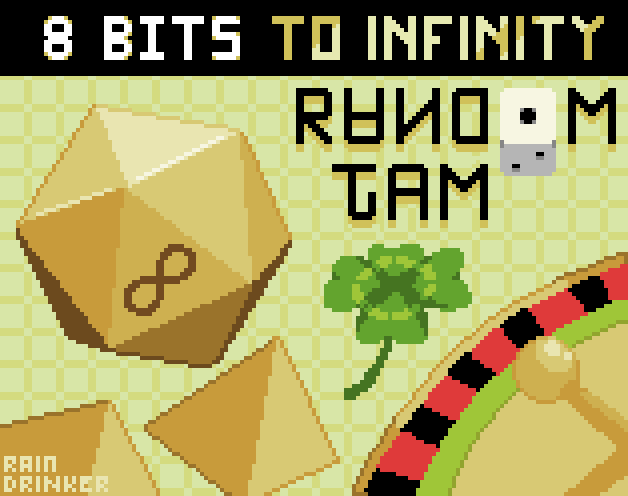 8 BITS TO INFINITY
RANDOM
JAM
∞
RAIN
DRINKER